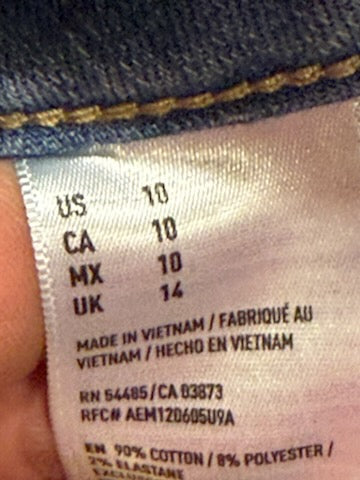 US 10
CA 10
MX 10
UK 14
MADE IN VIETNAM / FABRIQUÉ AU
VIETNAM / HECHO EN VIETNAM
RN 54485/CA 03873
RFC# AEM120605U9A
EN 90% COTTON / 8% POLYESTER /
2% ELASTANE